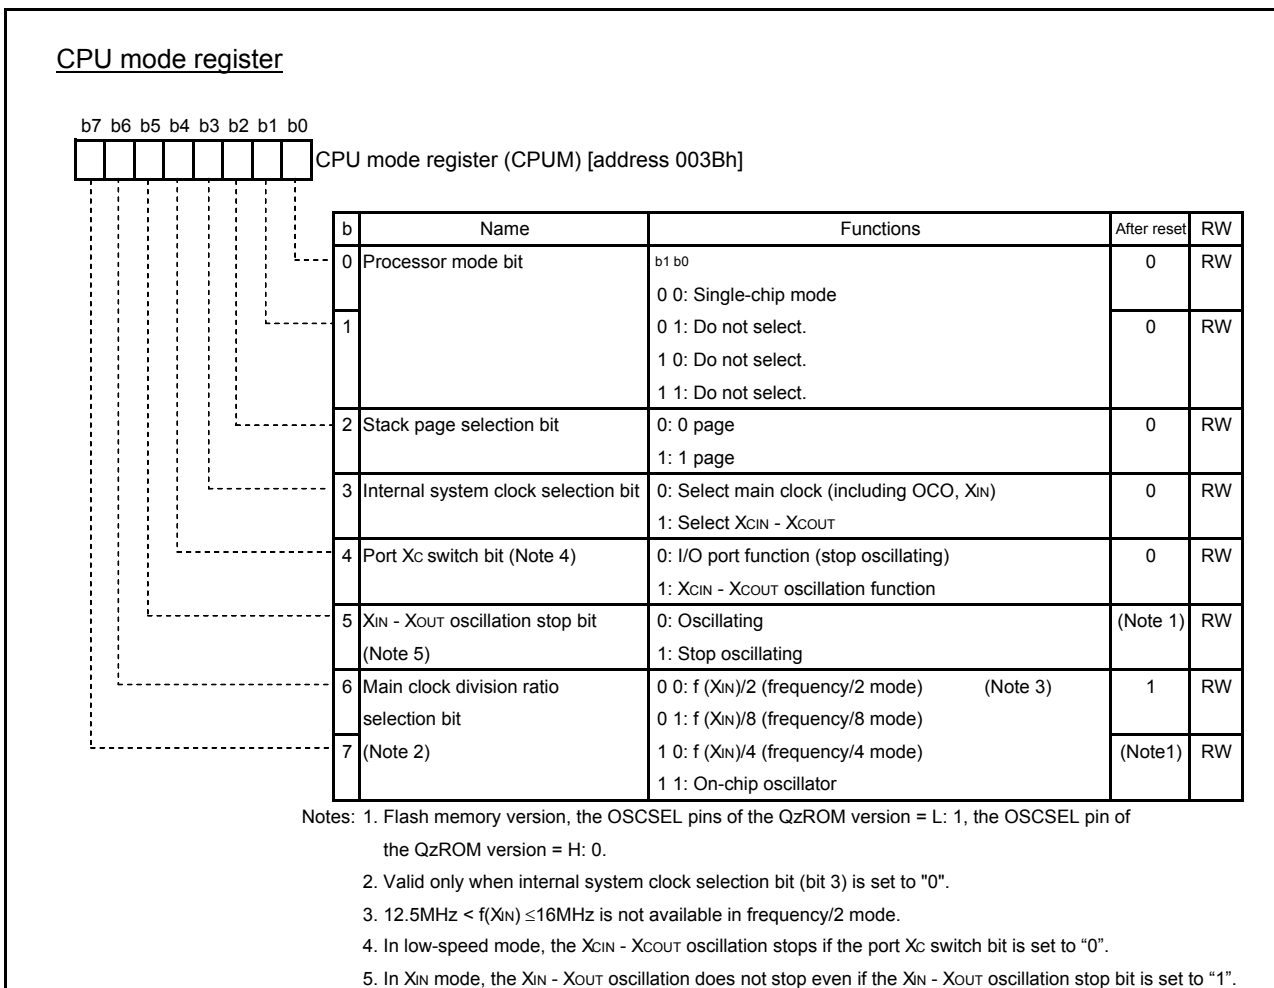 CPU mode register
b7 b6 b5 b4 b3 b2 b1 b0
CPU mode register (CPUM) [address 003Bh]
b Name Functions After reset RW
0 Processor mode bit b1 b0 0 RW
0 0: Single-chip mode
1 0 1: Do not select. 0 RW
1 0: Do not select.
1 1: Do not select.
2 Stack page selection bit 0: 0 page 0 RW
1: 1 page
3 Internal system clock selection bit 0: Select main clock (including OCO, XIN) 0 RW
1: Select XCIN - XCOUT
4 Port XC switch bit (Note 4) 0: I/O port function (stop oscillating) 0 RW
1: XCIN - XCOUT oscillation function
5 XIN - XOUT oscillation stop bit 0: Oscillating (Note 1) RW
(Note 5) 1: Stop oscillating
6 Main clock division ratio 0 0: f (XIN)/2 (frequency/2 mode) (Note 3) 1 RW
selection bit 0 1: f (XIN)/8 (frequency/8 mode)
7 (Note 2) 1 0: f (XIN)/4 (frequency/4 mode) (Note1) RW
1 1: On-chip oscillator
Notes: 1. Flash memory version, the OSCSEL pins of the QzROM version = L: 1, the OSCSEL pin of
the QzROM version = H: 0.
2. Valid only when internal system clock selection bit (bit 3) is set to "0".
3. 12.5MHz < f(XIN) ≤16MHz is not available in frequency/2 mode.
4. In low-speed mode, the XCIN - XCOUT oscillation stops if the port XC switch bit is set to “0”.
5. In XIN mode, the XIN - XOUT oscillation does not stop even if the XIN - XOUT oscillation stop bit is set to “1”.